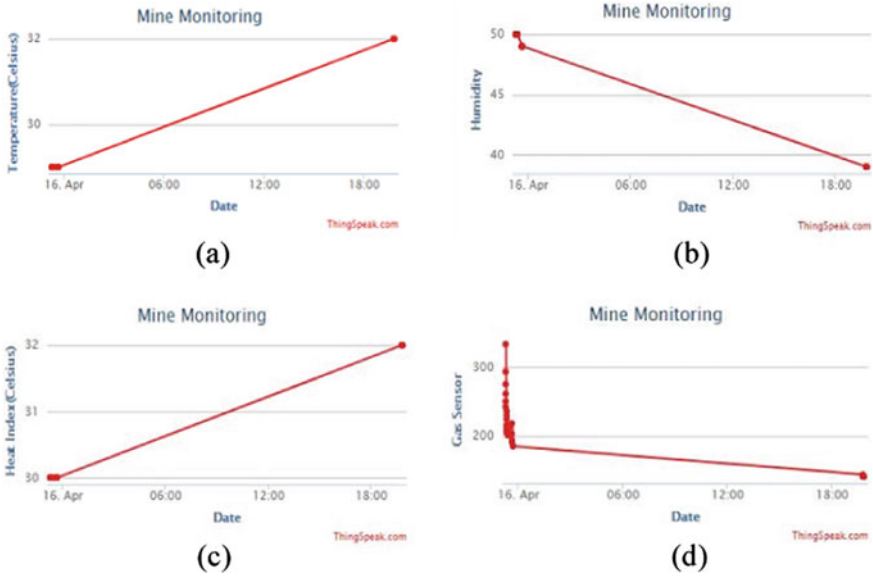 Mine Monitoring
Temperature(Celsius)
32
30
16. Apr 06:00 12:00 18:00
Date
ThingSpeak.com
(a)
Mine Monitoring
Humidity
50
45
40
16. Apr 06:00 12:00 18:00
Date
ThingSpeak.com
(b)
Mine Monitoring
Heat Index(Celsius)
32
31
30
16. Apr 06:00 12:00 18:00
Date
ThingSpeak.com
(c)
Mine Monitoring
Gas Sensor
300
200
16. Apr 06:00 12:00 18:00
Date
ThingSpeak.com
(d)